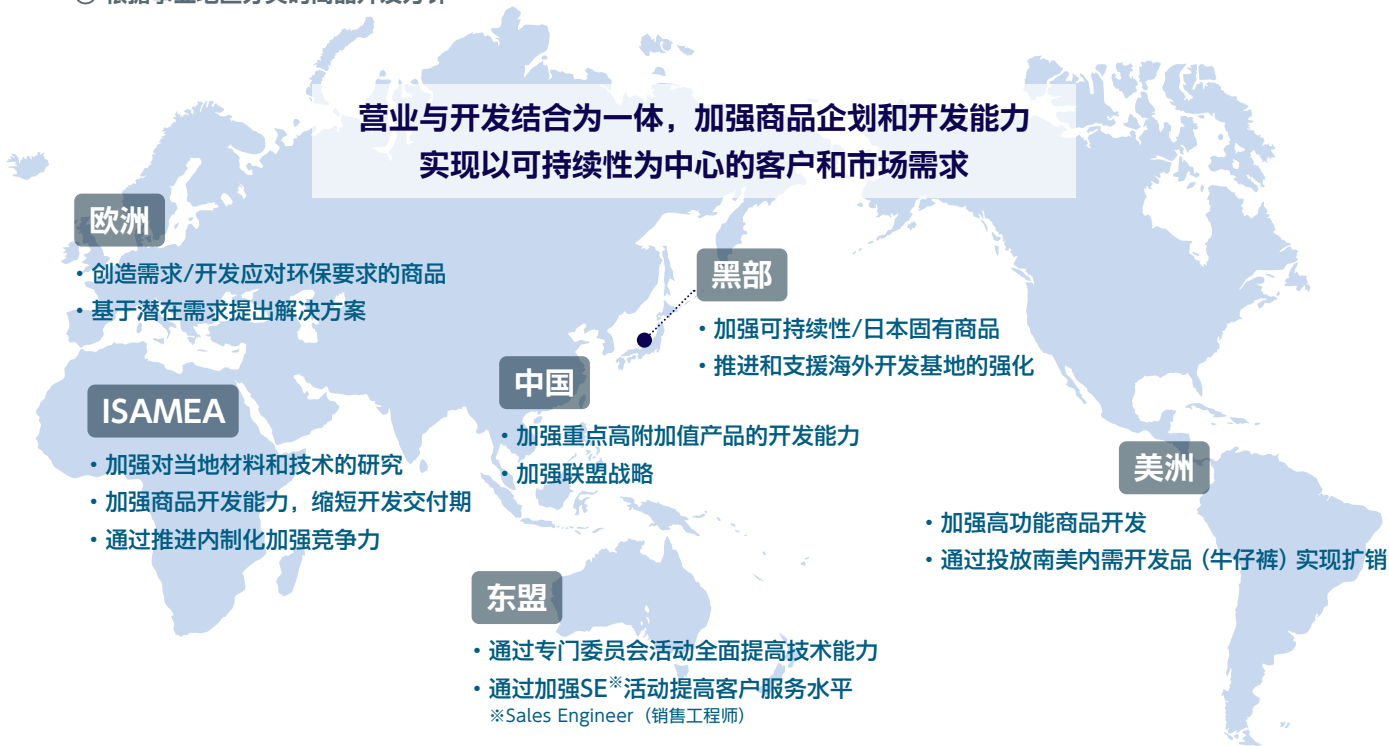 营业与开发结合为一体，加强商品企划和开发能力
实现以可持续性为中心的客户和市场需求
欧洲
・创造需求/开发应对环保要求的商品
・基于潜在需求提出解决方案
黑部
・加强可持续性/日本固有商品
・推进和支援海外开发基地的强化
ISAMEA
・加强对当地材料和技术的研究
・加强商品开发能力，缩短开发交付期
・通过推进内制化加强竞争力
中国
・加强重点高附加值产品的开发能力
・加强联盟战略
美洲
・加强高功能商品开发
・通过投放南美内需开发品（牛仔裤）实现扩销
东盟
・通过专门委员会活动全面提高技术能力
・通过加强SE※活动提高客户服务水平
※Sales Engineer（销售工程师）